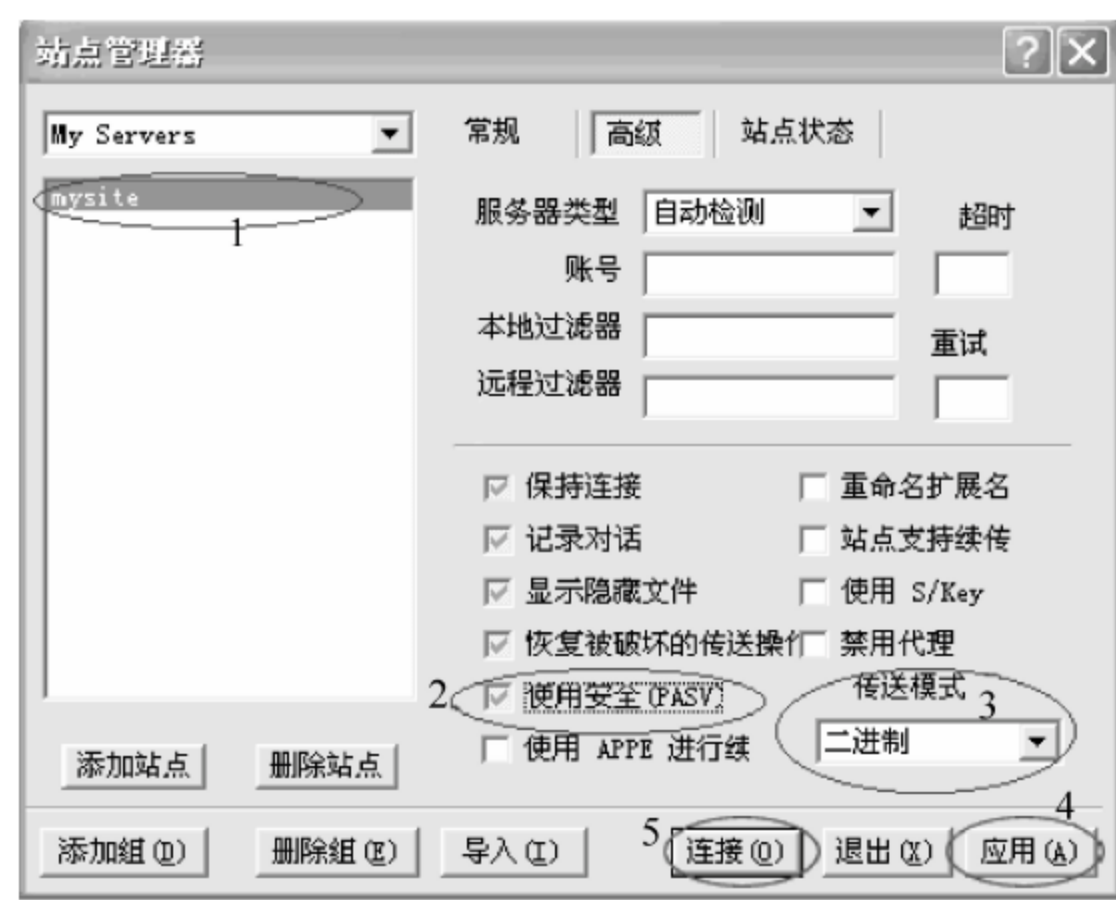 站点管理器
My Servers
常规 高级 站点状态
mysite
1
服务器类型 自动检测 超时
账号
本地过滤器 重试
远程过滤器
保持连接 重命名扩展名
记录对话 站点支持续传
显示隐藏文件 使用 S/Key
恢复被破坏的传送操作 禁用代理
2 使用安全(PASV) 传送模式 3
使用 APPE 进行续 二进制
添加站点 删除站点
4
添加组(D) 删除组(E) 导入(I) 5 连接(O) 退出(X) 应用(A)